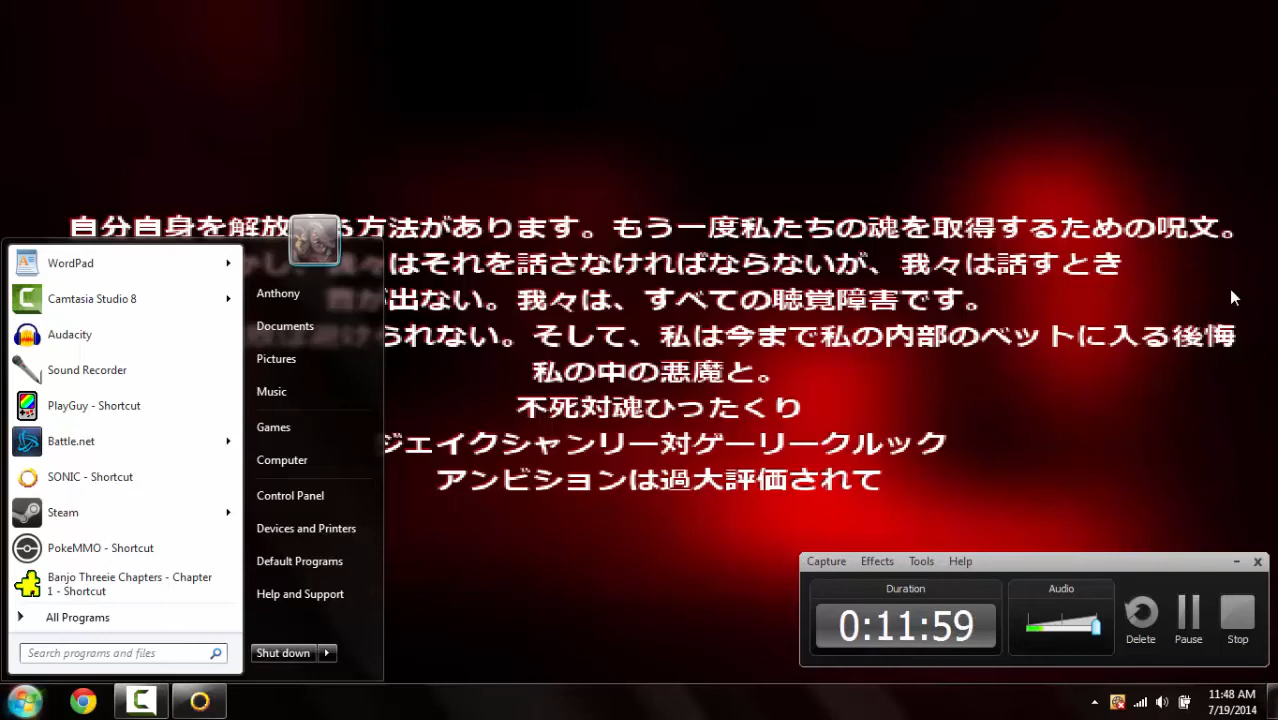 自分自身を解放 る方法があります。もう一度私たちの魂を取得するための呪文。
我々はそれを話さなければならないが、我々は話すとき
が出ない。我々は、すべての聴覚障害です。
られない。そして、私は今まで私の内部のベットに入る後悔
私の中の悪魔と。
不死対魂ひったくり
ジェイクシャンリー対ゲーリークルック
アンビションは過大評価されて
WordPad
Camtasia Studio 8
Audacity
Sound Recorder
PlayGuy - Shortcut
Battle.net
SONIC - Shortcut
Steam
PokeMMO - Shortcut
Banjo Threeie Chapters - Chapter
1 - Shortcut
All Programs
Search programs and files
Anthony
Documents
Pictures
Music
Games
Computer
Control Panel
Devices and Printers
Default Programs
Help and Support
Shut down
Capture Effects Tools Help
Duration
0:11:59
Audio
Delete
Pause
Stop
11:48 AM
7/19/2014